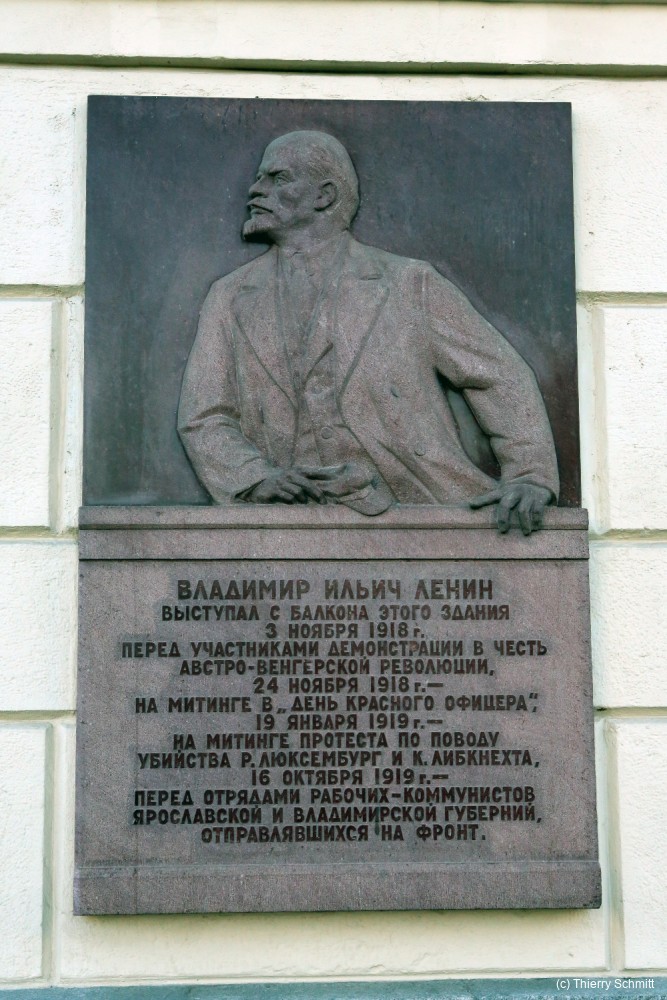 ВЛАДИМИР ИЛЬИЧ ЛЕНИН
ВЫСТУПАЛ С БАЛКОНА ЭТОГО ЗДАНИЯ
3 НОЯБРЯ 1918 г.
ПЕРЕД УЧАСТНИКАМИ ДЕМОНСТРАЦИИ В ЧЕСТЬ
АВСТРО-ВЕНГЕРСКОЙ РЕВОЛЮЦИИ,
24 НОЯБРЯ 1918 г.—
НА МИТИНГЕ В „ДЕНЬ КРАСНОГО ОФИЦЕРА",
19 ЯНВАРЯ 1919 г.—
НА МИТИНГЕ ПРОТЕСТА ПО ПОВОДУ
УБИЙСТВА Р.ЛЮКСЕМБУРГ И К.ЛИБКНЕХТА,
16 ОКТЯБРЯ 1919 г.—
ПЕРЕД ОТРЯДАМИ РАБОЧИХ-КОММУНИСТОВ
ЯРОСЛАВСКОЙ И ВЛАДИМИРСКОЙ ГУБЕРНИЙ,
ОТПРАВЛЯВШИХСЯ НА ФРОНТ.
(c) Thierry Schmitt